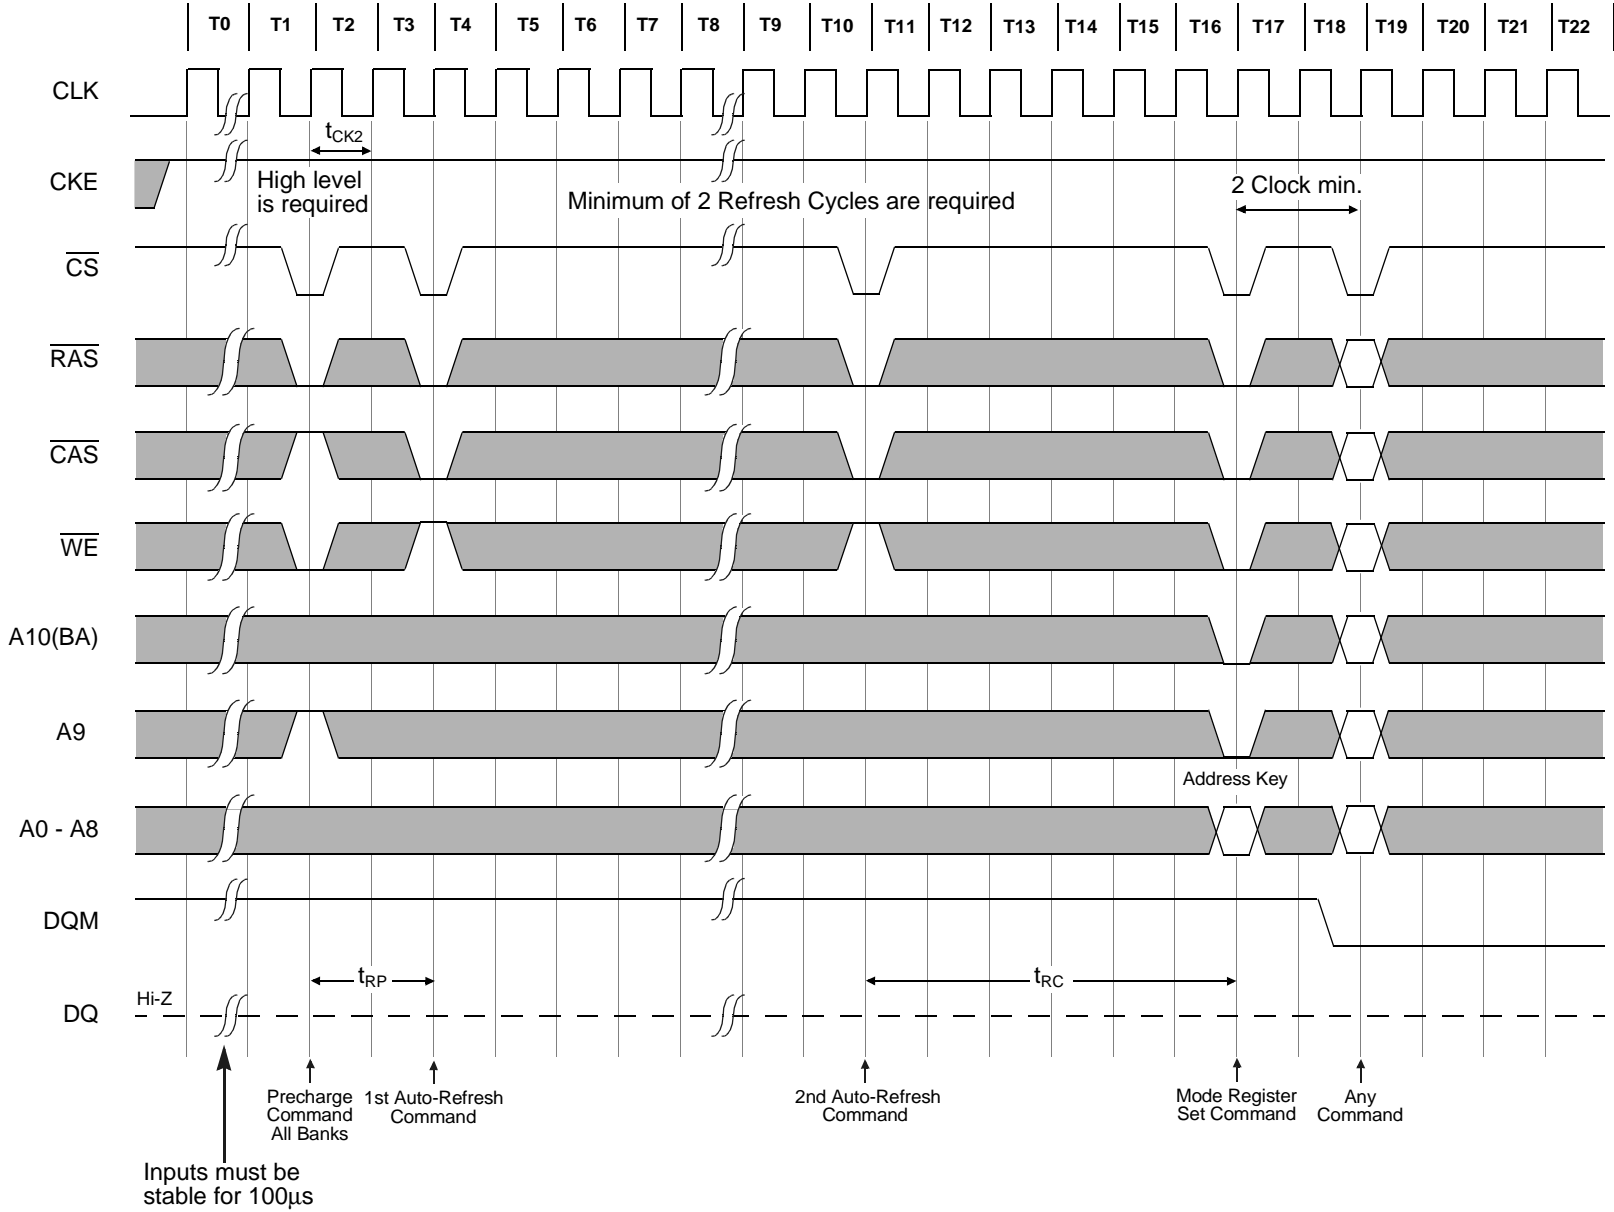 T0 T1 T2 T3 T4 T5 T6 T7 T8 T9 T10 T11 T12 T13 T14 T15 T16 T17 T18 T19 T20 T21 T22
CLK
tCK2
CKE
High level
is required
Minimum of 2 Refresh Cycles are required
2 Clock min.
CS
RAS
CAS
WE
A10(BA)
A9
Address Key
A0 - A8
DQM
tRP
tRC
Hi-Z
DQ
Precharge
Command
All Banks
1st Auto-Refresh
Command
2nd Auto-Refresh
Command
Mode Register
Set Command
Any
Command
Inputs must be
stable for 100µs